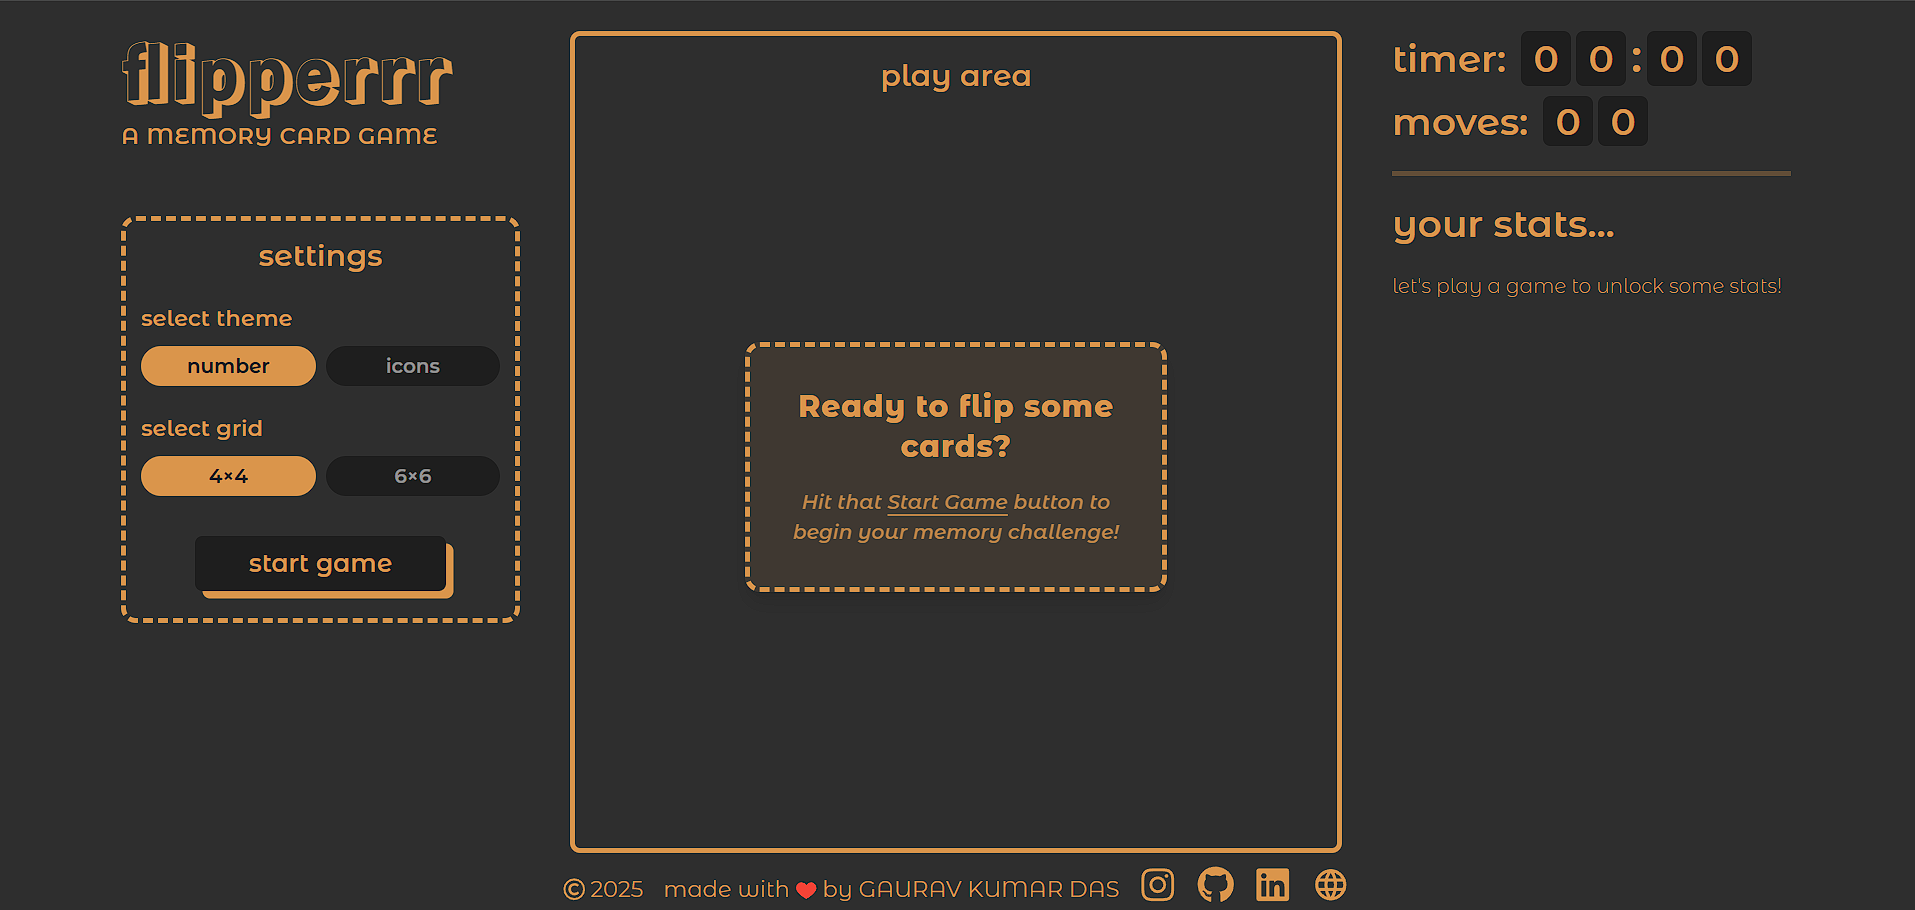 flipperrr
A MEMORY CARD GAME
settings
select theme
number icons
select grid
4×4 6×6
start game
play area
Ready to flip some
cards?
Hit that Start Game button to
begin your memory challenge!
timer: 0 0 : 0 0
moves: 0 0
your stats...
let's play a game to unlock some stats!
© 2025 made with ❤ by GAURAV KUMAR DAS in